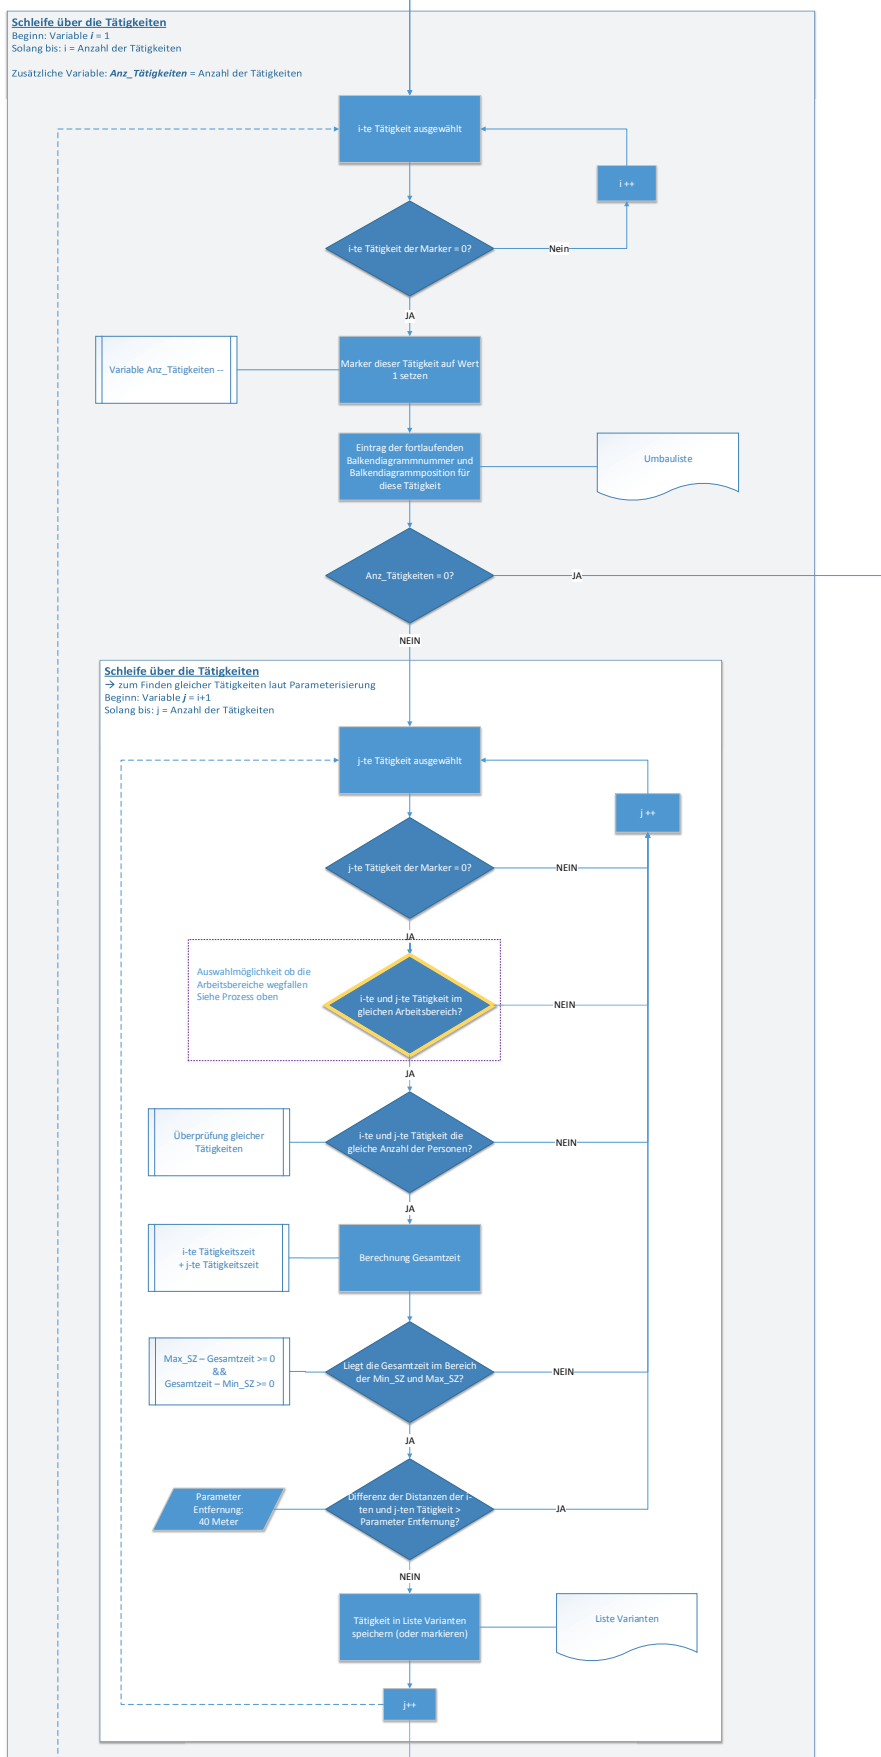 Schleife über die Tätigkeiten
Beginn: Variable i = 1
Solang bis: i = Anzahl der Tätigkeiten
Zusätzliche Variable: Anz_Tätigkeiten = Anzahl der Tätigkeiten
i-te Tätigkeit ausgewählt
i ++
i-te Tätigkeit der Marker = 0?
Nein
JA
Variable Anz_Tätigkeiten --
Marker dieser Tätigkeit auf Wert
1 setzen
Eintrag der fortlaufenden
Balkendiagrammnummer und
Balkendiagrammposition für
diese Tätigkeit
Umbauliste
Anz_Tätigkeiten = 0?
JA
NEIN
Schleife über die Tätigkeiten
→ zum Finden gleicher Tätigkeiten laut Parameterisierung
Beginn: Variable j = i+1
Solang bis: j = Anzahl der Tätigkeiten
j-te Tätigkeit ausgewählt
j ++
j-te Tätigkeit der Marker = 0?
NEIN
JA
Auswahlmöglichkeit ob die
Arbeitsbereiche wegfallen
Siehe Prozess oben
i-te und j-te Tätigkeit im
gleichen Arbeitsbereich?
NEIN
JA
Überprüfung gleicher
Tätigkeiten
i-te und j-te Tätigkeit die
gleiche Anzahl der Personen?
NEIN
JA
i-te Tätigkeitszeit
+ j-te Tätigkeitszeit
Berechnung Gesamtzeit
Max_SZ – Gesamtzeit >= 0
&&
Gesamtzeit – Min_SZ >= 0
Liegt die Gesamtzeit im Bereich
der Min_SZ und Max_SZ?
NEIN
JA
Parameter
Entfernung:
40 Meter
Differenz der Distanzen der i-
ten und j-ten Tätigkeit >
Parameter Entfernung?
JA
NEIN
Tätigkeit in Liste Varianten
speichern (oder markieren)
Liste Varianten
j++